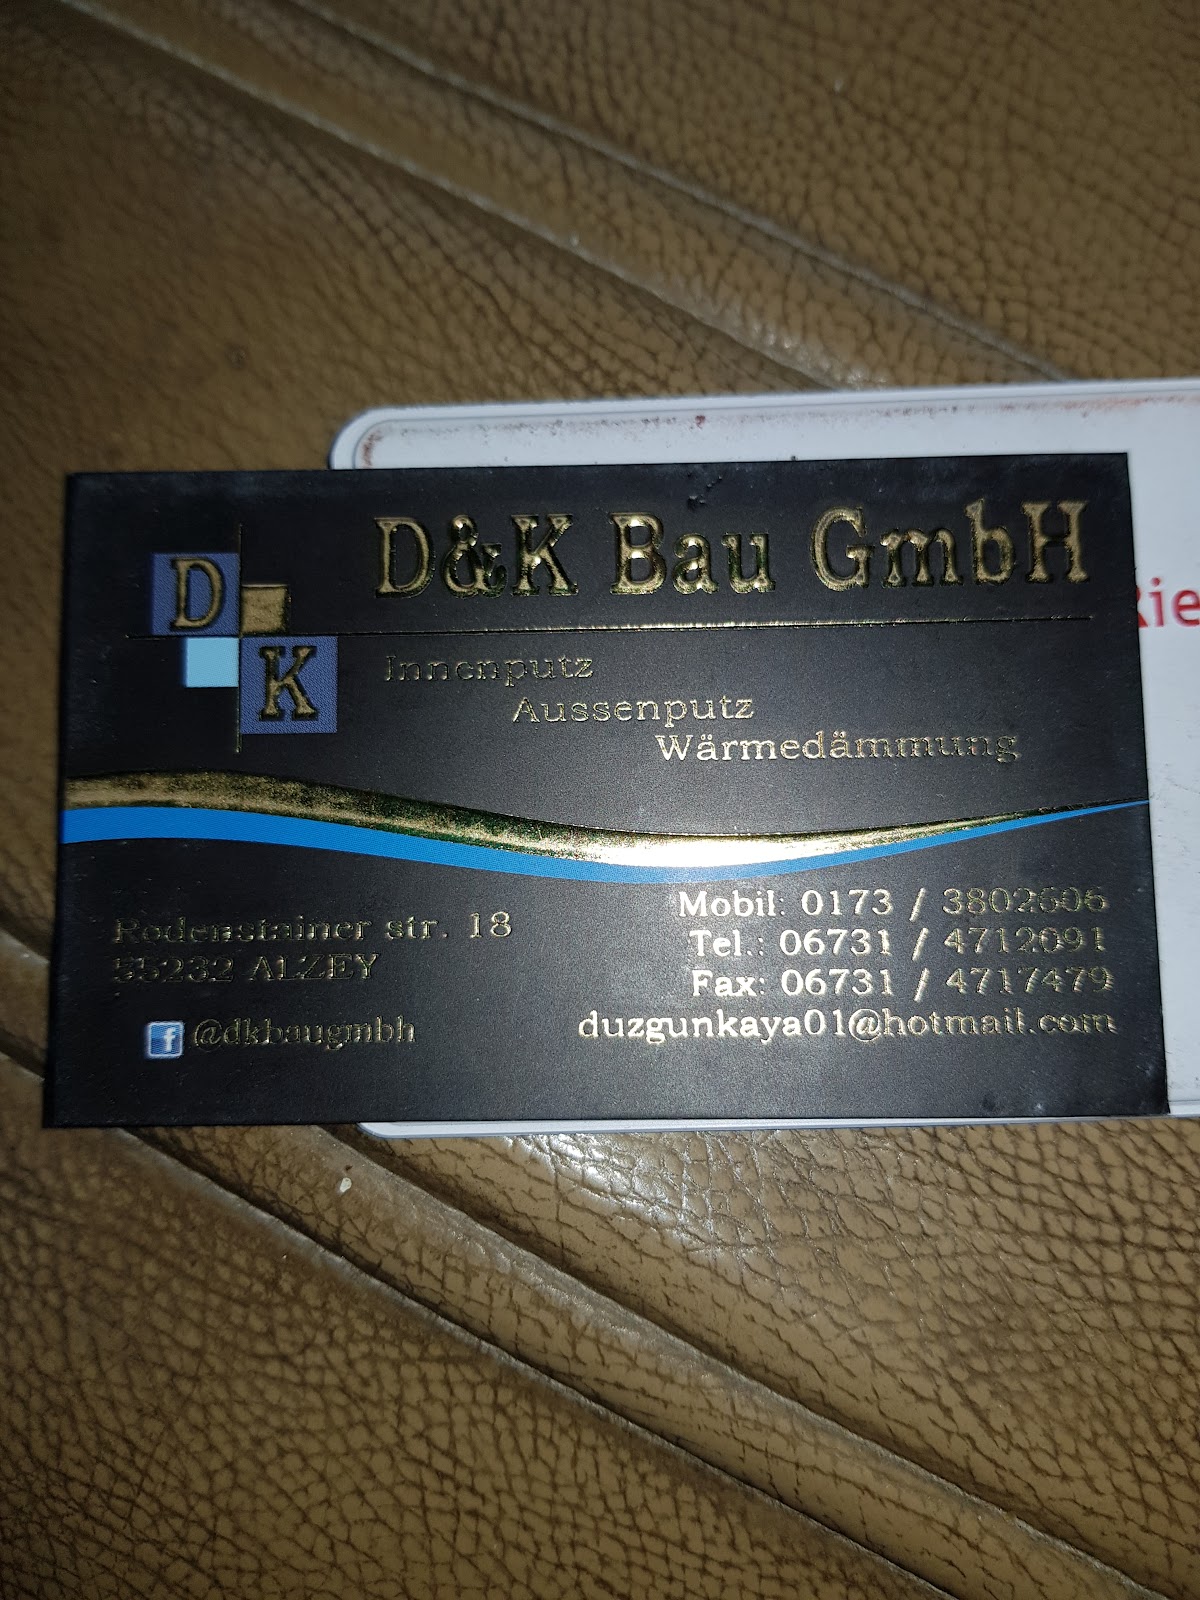 D&K Bau GmbH
D
K
Innenputz
Aussenputz
Wärmedämmung
Rodenstainer str. 18
55232 ALZEY
@dkbaugmbh
Mobil: 0173 / 3802606
Tel.: 06731 / 4712091
Fax: 06731 / 4717479
duzgunkaya01@hotmail.com